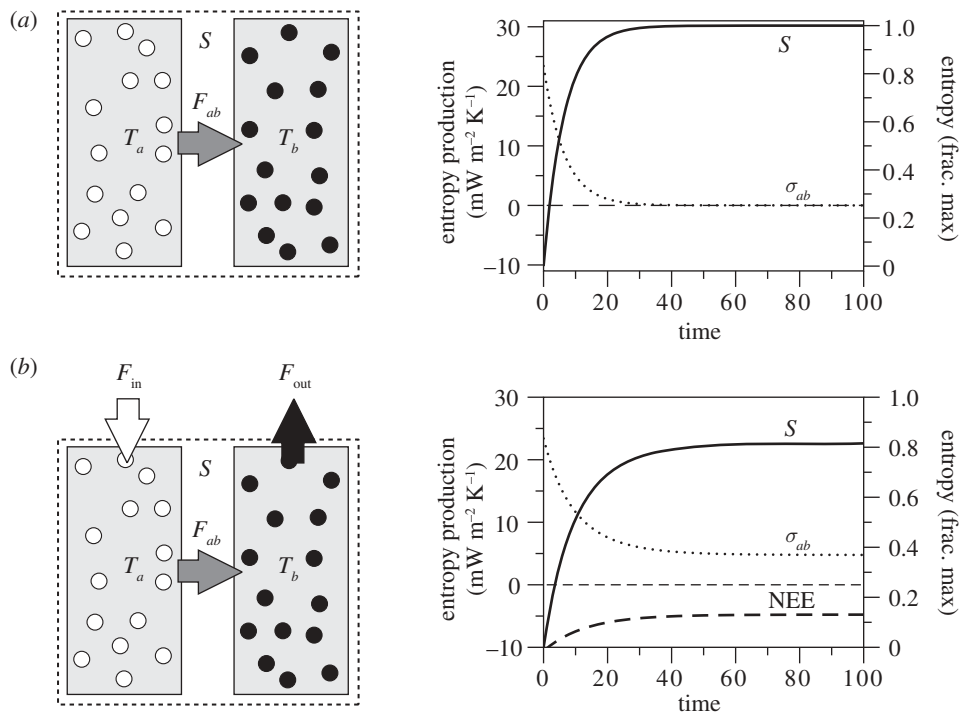 (a)
S
F_ab
T_a
T_b
entropy production
(mW m⁻² K⁻¹)
30
20
10
0
−10
S
σ_ab
1.0
0.8
0.6
0.4
0.2
0
entropy (frac. max)
0 20 40 60 80 100
time
(b)
F_in
F_out
S
F_ab
T_a
T_b
entropy production
(mW m⁻² K⁻¹)
30
20
10
0
−10
S
σ_ab
NEE
1.0
0.8
0.6
0.4
0.2
0
entropy (frac. max)
0 20 40 60 80 100
time